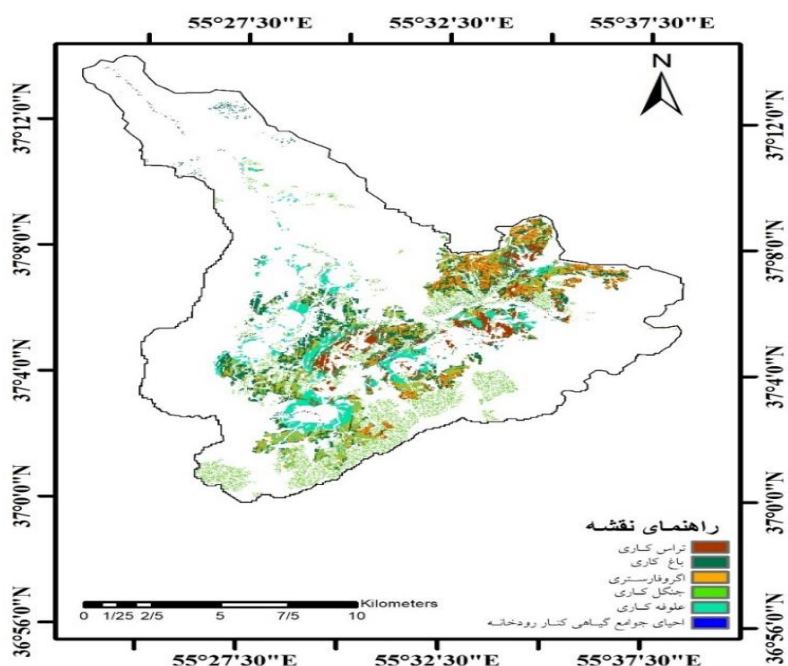 55°27'30"E 55°32'30"E 55°37'30"E
N
37°12'0"N 37°12'0"N
37°8'0"N 37°8'0"N
37°4'0"N 37°4'0"N
37°0'0"N 37°0'0"N
راهنمای نقشه
تراس کاری
باغ کاری
اگروفارستری
جنگل کاری
علوفه کاری
احیای جوامع گیاهی کنار رودخانه
Kilometers
0 1/25 2/5 5 7/5 10
36°56'0"N 36°56'0"N
55°27'30"E 55°32'30"E 55°37'30"E